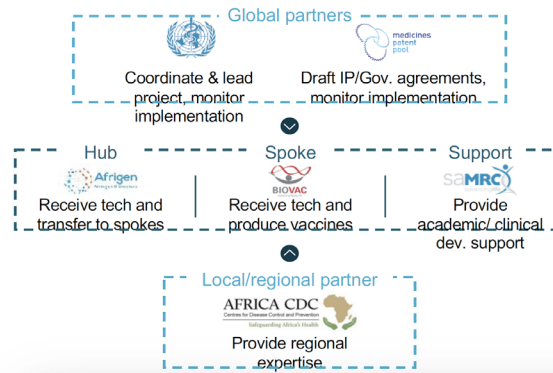 Global partners
medicines
patent
pool
Coordinate & lead
project, monitor
implementation
Draft IP/Gov. agreements,
monitor implementation
Hub
Afrigen
Receive tech and
transfer to spokes
Spoke
BIOVAC
Receive tech and
produce vaccines
Support
saMRC
Provide
academic/ clinical
dev. support
Local/regional partner
AFRICA CDC
Centres for Disease Control and Prevention
Safeguarding Africa's Health
Provide regional
expertise